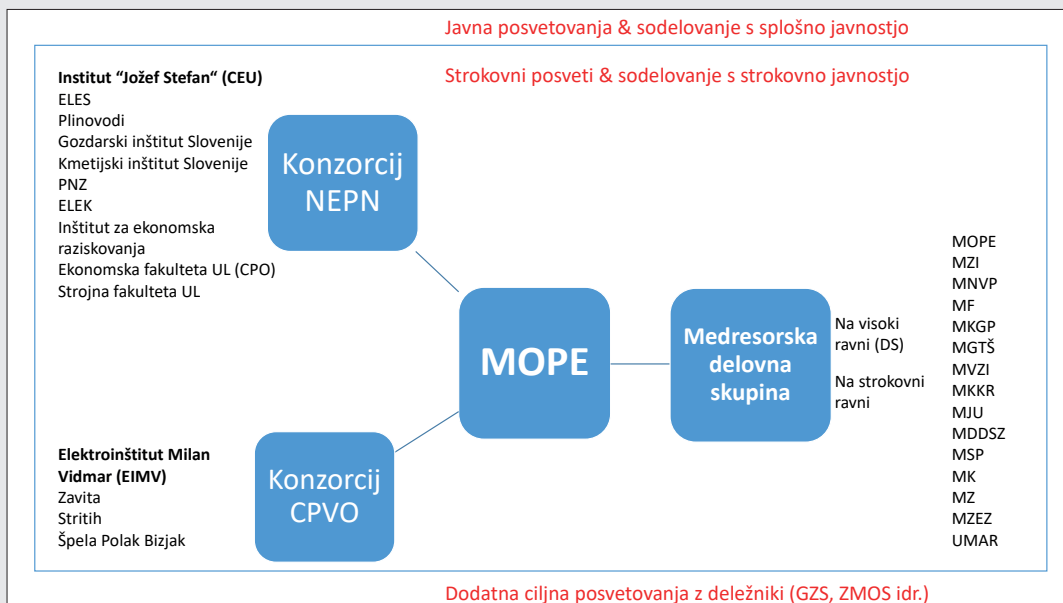 Javna posvetovanja & sodelovanje s splošno javnostjo
Strokovni posveti & sodelovanje s strokovno javnostjo
Institut “Jožef Stefan“ (CEU)
ELES
Plinovodi
Gozdarski inštitut Slovenije
Kmetijski inštitut Slovenije
PNZ
ELEK
Inštitut za ekonomska
raziskovanja
Ekonomska fakulteta UL (CPO)
Strojna fakulteta UL
Konzorcij
NEPN
MOPE
Medresorska
delovna
skupina
Na visoki
ravni (DS)
Na strokovni
ravni
MOPE
MZI
MNVP
MF
MKGP
MGTŠ
MVZI
MKKR
MJU
MDDSZ
MSP
MK
MZ
MZEZ
UMAR
Elektroinštitut Milan
Vidmar (EIMV)
Zavita
Stritih
Špela Polak Bizjak
Konzorcij
CPVO
Dodatna ciljna posvetovanja z deležniki (GZS, ZMOS idr.)